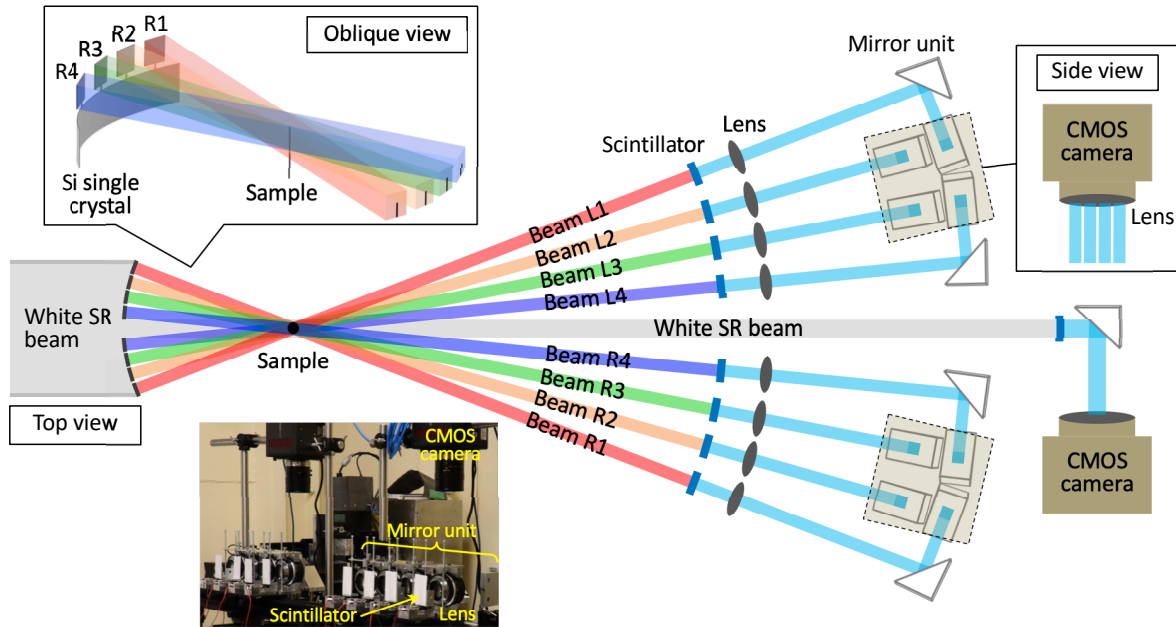 R1
R2
R3
R4
Oblique view
Si single
crystal
Sample
Mirror unit
Side view
CMOS
camera
Lens
Lens
Scintillator
Beam L1
Beam L2
Beam L3
Beam L4
White SR
beam
White SR beam
Sample
Beam R4
Beam R3
Beam R2
Beam R1
Top view
CMOS
camera
Mirror unit
Scintillator
Lens
CMOS
camera